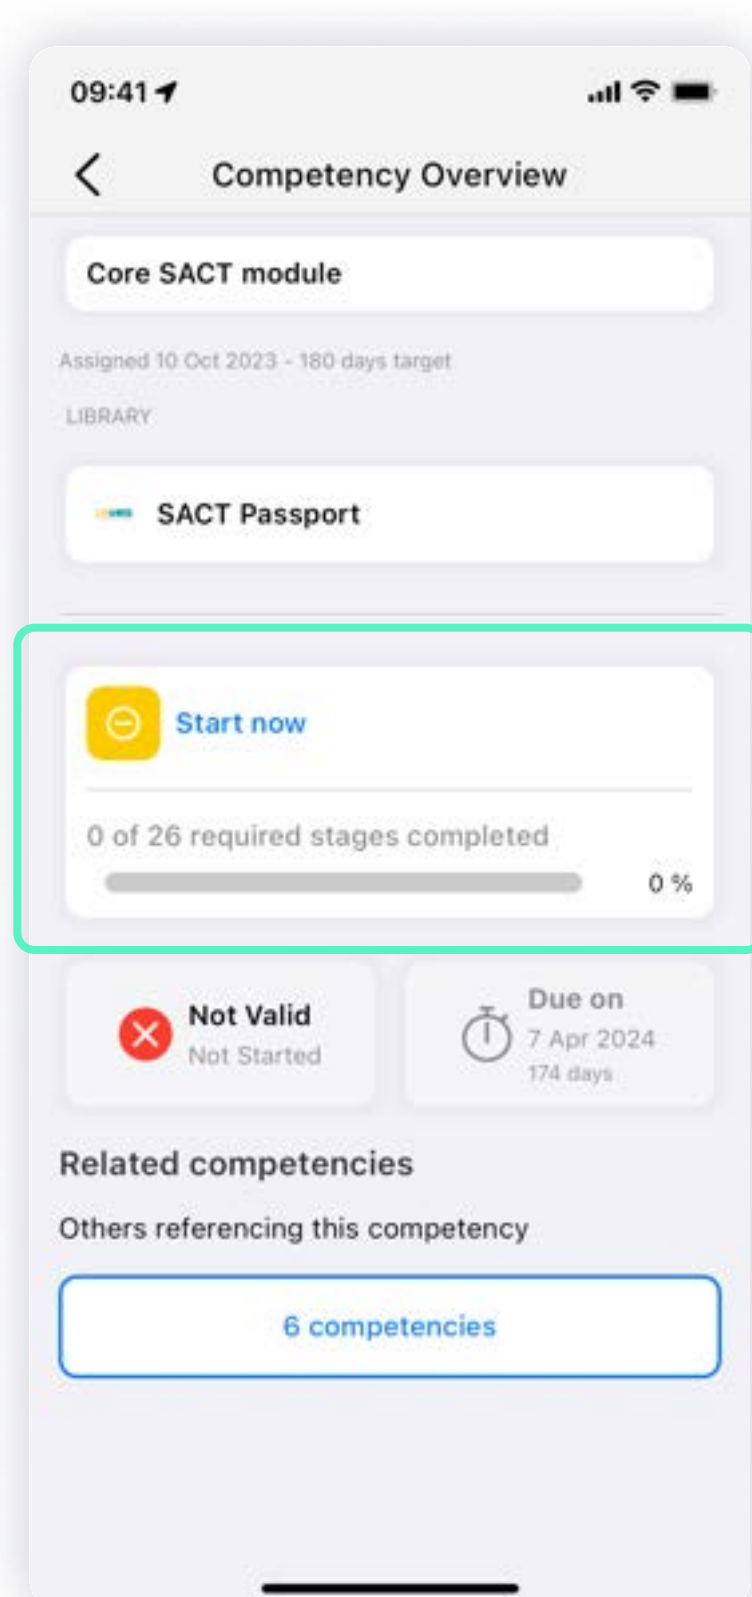 09:41
Competency Overview
Core SACT module
Assigned 10 Oct 2023 - 180 days target
LIBRARY
SACT Passport
Start now
0 of 26 required stages completed
0 %
Not Valid
Not Started
Due on
7 Apr 2024
174 days
Related competencies
Others referencing this competency
6 competencies